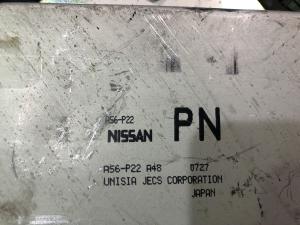 A56-P22
NISSAN PN
A56-P22 A48 0727
UNISIA JECS CORPORATION
JAPAN